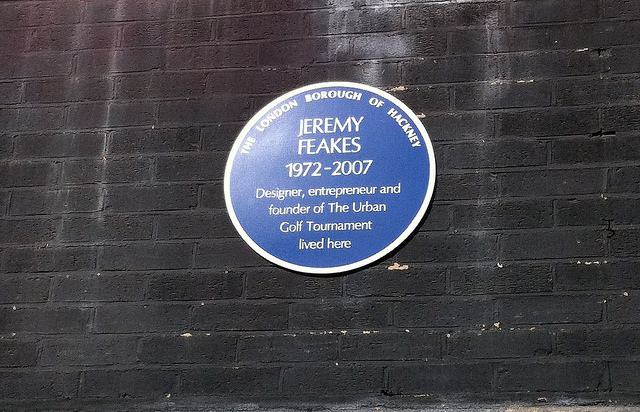 THE LONDON BOROUGH OF HACKNEY
JEREMY
FEAKES
1972-2007
Designer, entrepreneur and
founder of The Urban
Golf Tournament
lived here